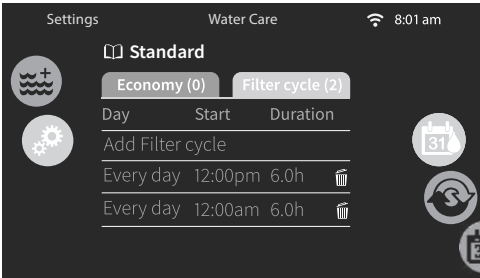 Settings Water Care 8:01 am
Standard
Economy (0) Filter cycle (2)
Day Start Duration
Add Filter cycle
Every day 12:00pm 6.0h
Every day 12:00am 6.0h
31